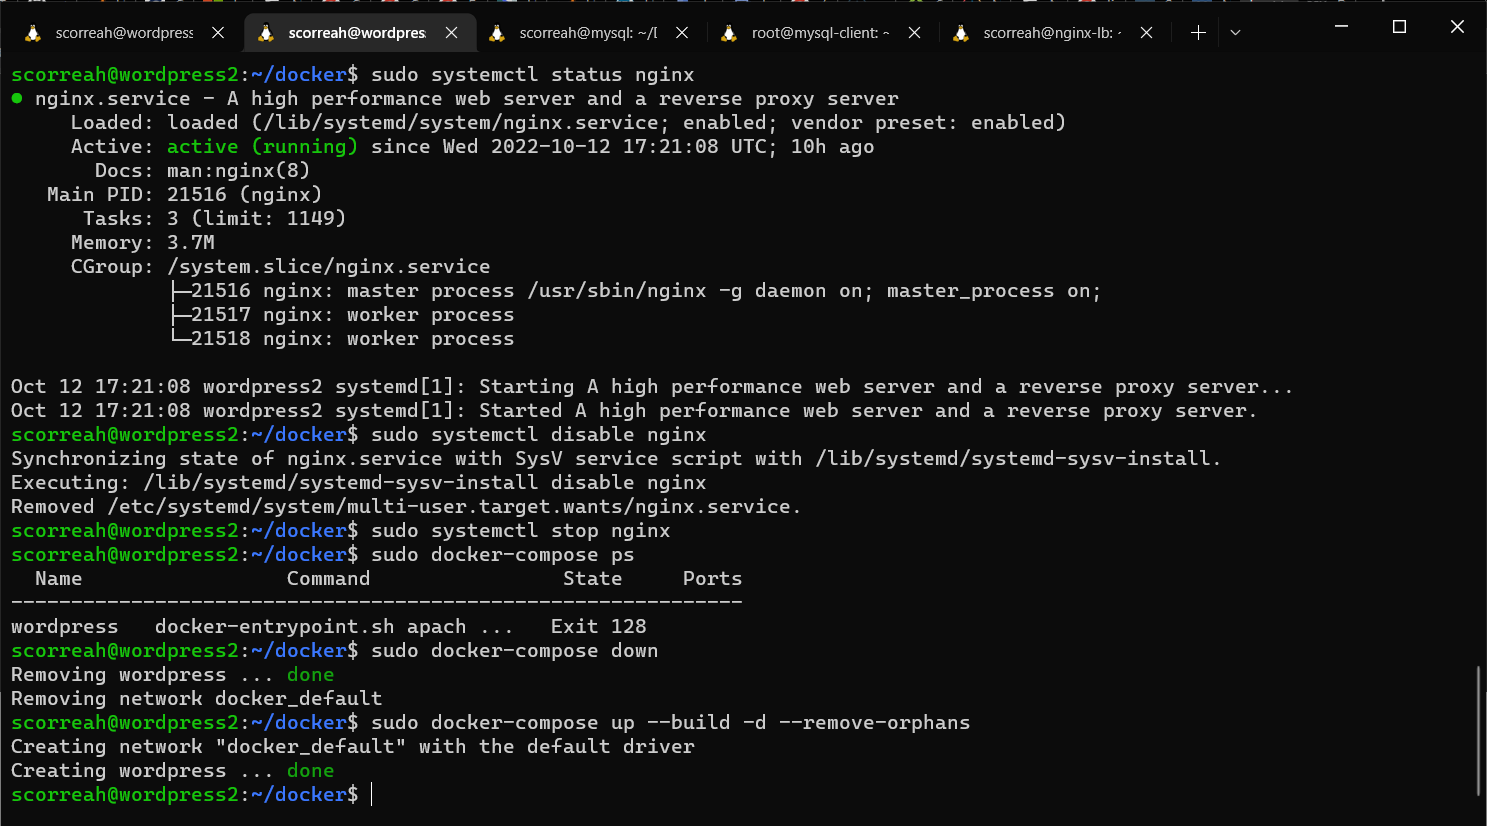 scorreah@wordpress
scorreah@wordpres
scorreah@mysql: ~/
root@mysql-client: ~
scorreah@nginx-lb: ~
scorreah@wordpress2:~/docker$ sudo systemctl status nginx
● nginx.service - A high performance web server and a reverse proxy server
Loaded: loaded (/lib/systemd/system/nginx.service; enabled; vendor preset: enabled)
Active: active (running) since Wed 2022-10-12 17:21:08 UTC; 10h ago
Docs: man:nginx(8)
Main PID: 21516 (nginx)
Tasks: 3 (limit: 1149)
Memory: 3.7M
CGroup: /system.slice/nginx.service
├─21516 nginx: master process /usr/sbin/nginx -g daemon on; master_process on;
├─21517 nginx: worker process
└─21518 nginx: worker process
Oct 12 17:21:08 wordpress2 systemd[1]: Starting A high performance web server and a reverse proxy server...
Oct 12 17:21:08 wordpress2 systemd[1]: Started A high performance web server and a reverse proxy server.
scorreah@wordpress2:~/docker$ sudo systemctl disable nginx
Synchronizing state of nginx.service with SysV service script with /lib/systemd/systemd-sysv-install.
Executing: /lib/systemd/systemd-sysv-install disable nginx
Removed /etc/systemd/system/multi-user.target.wants/nginx.service.
scorreah@wordpress2:~/docker$ sudo systemctl stop nginx
scorreah@wordpress2:~/docker$ sudo docker-compose ps
Name Command State Ports
-------------------------------------------------------------
wordpress docker-entrypoint.sh apach ... Exit 128
scorreah@wordpress2:~/docker$ sudo docker-compose down
Removing wordpress ... done
Removing network docker_default
scorreah@wordpress2:~/docker$ sudo docker-compose up --build -d --remove-orphans
Creating network "docker_default" with the default driver
Creating wordpress ... done
scorreah@wordpress2:~/docker$